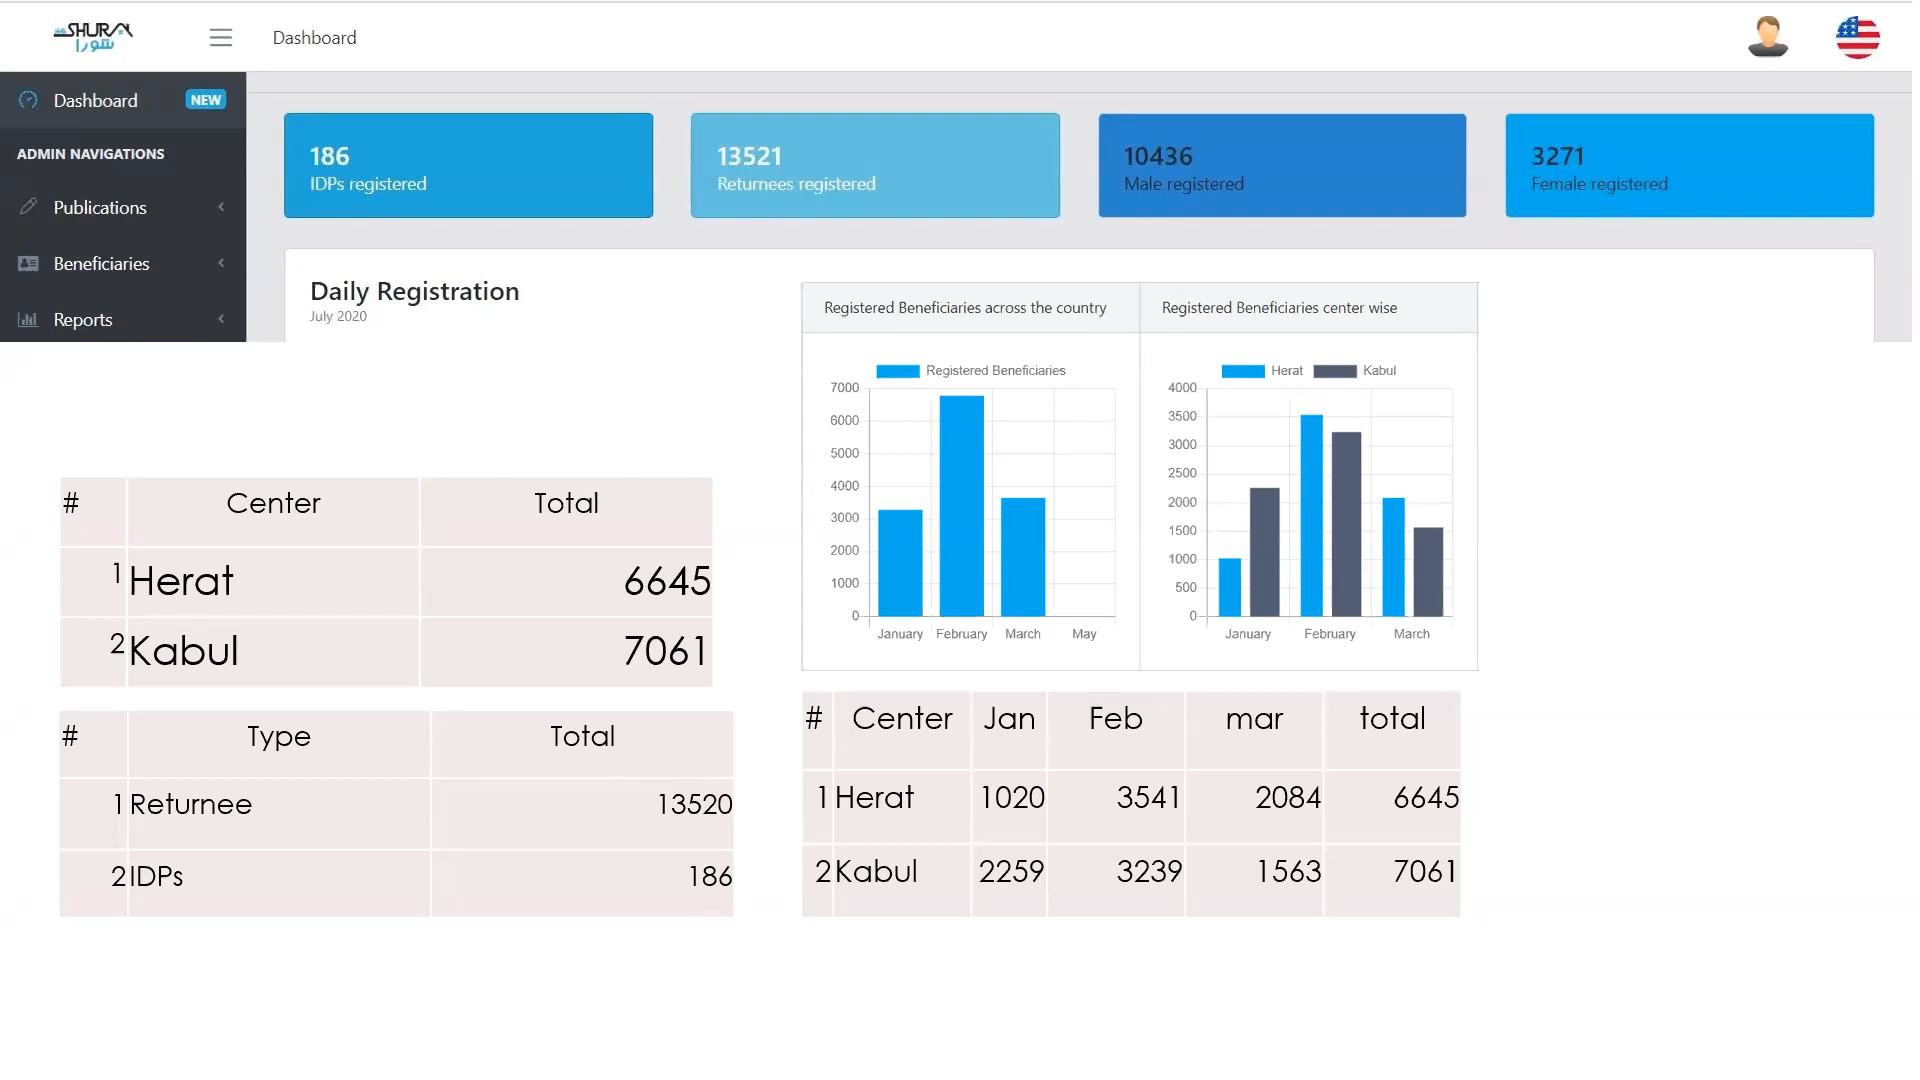 SHURA
شورا
Dashboard
Dashboard NEW
ADMIN NAVIGATIONS
Publications
Beneficiaries
Reports
186
IDPs registered
13521
Returnees registered
10436
Male registered
3271
Female registered
Daily Registration
July 2020
Registered Beneficiaries across the country
Registered Beneficiaries
7000
6000
5000
4000
3000
2000
1000
0
January February March May
Registered Beneficiaries center wise
Herat Kabul
4000
3500
3000
2500
2000
1500
1000
500
0
January February March
# Center Total
1 Herat 6645
2 Kabul 7061
# Type Total
1 Returnee 13520
2 IDPs 186
# Center Jan Feb mar total
1 Herat 1020 3541 2084 6645
2 Kabul 2259 3239 1563 7061